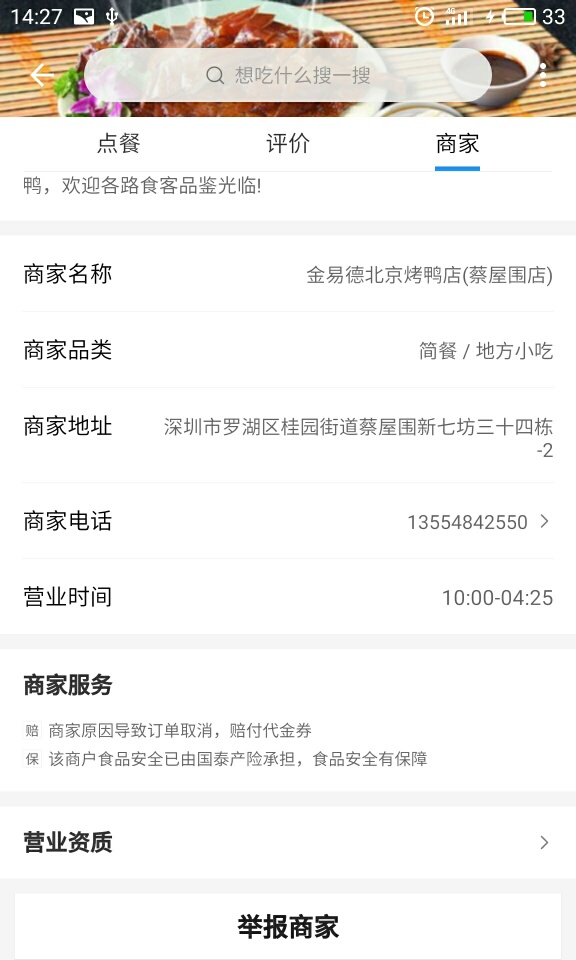 14:27
4G
33
想吃什么搜一搜
点餐
评价
商家
鸭，欢迎各路食客品鉴光临!
商家名称
金易德北京烤鸭店(蔡屋围店)
商家品类
简餐 / 地方小吃
商家地址
深圳市罗湖区桂园街道蔡屋围新七坊三十四栋
-2
商家电话
13554842550
营业时间
10:00-04:25
商家服务
赔 商家原因导致订单取消，赔付代金券
保 该商户食品安全已由国泰产险承担，食品安全有保障
营业资质
举报商家